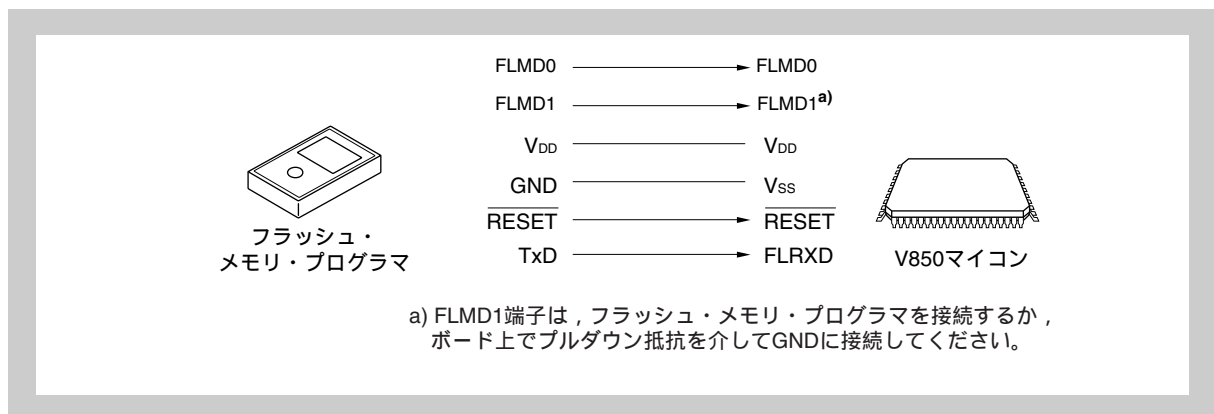 FLMD0 FLMD0
FLMD1 FLMD1a)
VDD VDD
GND VSS
RESET RESET
TxD FLRXD
フラッシュ・
メモリ・プログラマ
V850マイコン
a) FLMD1端子は，フラッシュ・メモリ・プログラマを接続するか，
ボード上でプルダウン抵抗を介してGNDに接続してください。